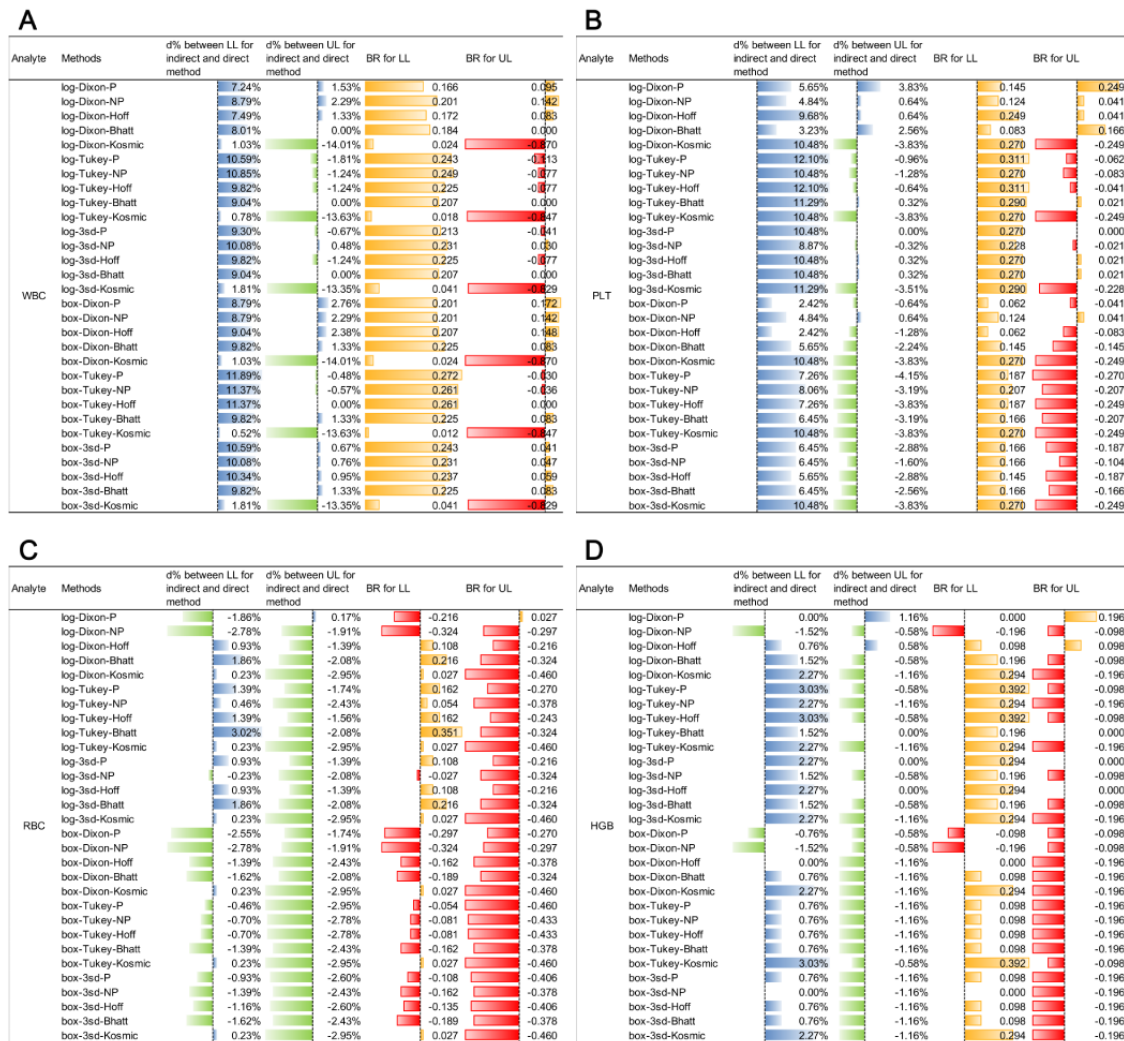 A
Analyte Methods d% between LL for indirect and direct method d% between UL for indirect and direct method BR for LL BR for UL
WBC
log-Dixon-P 7.24% 1.53% 0.166 0.095
log-Dixon-NP 8.79% 2.29% 0.201 0.142
log-Dixon-Hoff 7.49% 1.33% 0.172 0.083
log-Dixon-Bhatt 8.01% 0.00% 0.184 0.000
log-Dixon-Kosmic 1.03% -14.01% 0.024 -0.870
log-Tukey-P 10.59% -1.81% 0.243 -0.113
log-Tukey-NP 10.85% -1.24% 0.249 -0.077
log-Tukey-Hoff 9.82% -1.24% 0.225 -0.077
log-Tukey-Bhatt 9.04% 0.00% 0.207 0.000
log-Tukey-Kosmic 0.78% -13.63% 0.018 -0.847
log-3sd-P 9.30% -0.67% 0.213 -0.041
log-3sd-NP 10.08% 0.48% 0.231 0.030
log-3sd-Hoff 9.82% -1.24% 0.225 -0.077
log-3sd-Bhatt 9.04% 0.00% 0.207 0.000
log-3sd-Kosmic 1.81% -13.35% 0.041 -0.829
box-Dixon-P 8.79% 2.76% 0.201 0.172
box-Dixon-NP 8.79% 2.29% 0.201 0.142
box-Dixon-Hoff 9.04% 2.38% 0.207 0.148
box-Dixon-Bhatt 9.82% 1.33% 0.225 0.083
box-Dixon-Kosmic 1.03% -14.01% 0.024 -0.870
box-Tukey-P 11.89% -0.48% 0.272 -0.030
box-Tukey-NP 11.37% -0.57% 0.261 -0.036
box-Tukey-Hoff 11.37% 0.00% 0.261 0.000
box-Tukey-Bhatt 9.82% 1.33% 0.225 0.083
box-Tukey-Kosmic 0.52% -13.63% 0.012 -0.847
box-3sd-P 10.59% 0.67% 0.243 0.041
box-3sd-NP 10.08% 0.76% 0.231 0.047
box-3sd-Hoff 10.34% 0.95% 0.237 0.059
box-3sd-Bhatt 9.82% 1.33% 0.225 0.083
box-3sd-Kosmic 1.81% -13.35% 0.041 -0.829
B
Analyte Methods d% between LL for indirect and direct method d% between UL for indirect and direct method BR for LL BR for UL
PLT
log-Dixon-P 5.65% 3.83% 0.145 0.249
log-Dixon-NP 4.84% 0.64% 0.124 0.041
log-Dixon-Hoff 9.68% 0.64% 0.249 0.041
log-Dixon-Bhatt 3.23% 2.56% 0.083 0.166
log-Dixon-Kosmic 10.48% -3.83% 0.270 -0.249
log-Tukey-P 12.10% -0.96% 0.311 -0.062
log-Tukey-NP 10.48% -1.28% 0.270 -0.083
log-Tukey-Hoff 12.10% -0.64% 0.311 -0.041
log-Tukey-Bhatt 11.29% 0.32% 0.290 0.021
log-Tukey-Kosmic 10.48% -3.83% 0.270 -0.249
log-3sd-P 10.48% 0.00% 0.270 0.000
log-3sd-NP 8.87% -0.32% 0.228 -0.021
log-3sd-Hoff 10.48% 0.32% 0.270 0.021
log-3sd-Bhatt 10.48% 0.32% 0.270 0.021
log-3sd-Kosmic 11.29% -3.51% 0.290 -0.228
box-Dixon-P 2.42% -0.64% 0.062 -0.041
box-Dixon-NP 4.84% 0.64% 0.124 0.041
box-Dixon-Hoff 2.42% -1.28% 0.062 -0.083
box-Dixon-Bhatt 5.65% -2.24% 0.145 -0.145
box-Dixon-Kosmic 10.48% -3.83% 0.270 -0.249
box-Tukey-P 7.26% -4.15% 0.187 -0.270
box-Tukey-NP 8.06% -3.19% 0.207 -0.207
box-Tukey-Hoff 7.26% -3.83% 0.187 -0.249
box-Tukey-Bhatt 6.45% -3.19% 0.166 -0.207
box-Tukey-Kosmic 10.48% -3.83% 0.270 -0.249
box-3sd-P 6.45% -2.88% 0.166 -0.187
box-3sd-NP 6.45% -1.60% 0.166 -0.104
box-3sd-Hoff 5.65% -2.88% 0.145 -0.187
box-3sd-Bhatt 6.45% -2.56% 0.166 -0.166
box-3sd-Kosmic 10.48% -3.83% 0.270 -0.249
C
Analyte Methods d% between LL for indirect and direct method d% between UL for indirect and direct method BR for LL BR for UL
RBC
log-Dixon-P -1.86% 0.17% -0.216 0.027
log-Dixon-NP -2.78% -1.91% -0.324 -0.297
log-Dixon-Hoff 0.93% -1.39% 0.108 -0.216
log-Dixon-Bhatt 1.86% -2.08% 0.216 -0.324
log-Dixon-Kosmic 0.23% -2.95% 0.027 -0.460
log-Tukey-P 1.39% -1.74% 0.162 -0.270
log-Tukey-NP 0.46% -2.43% 0.054 -0.378
log-Tukey-Hoff 1.39% -1.56% 0.162 -0.243
log-Tukey-Bhatt 3.02% -2.08% 0.351 -0.324
log-Tukey-Kosmic 0.23% -2.95% 0.027 -0.460
log-3sd-P 0.93% -1.39% 0.108 -0.216
log-3sd-NP -0.23% -2.08% -0.027 -0.324
log-3sd-Hoff 0.93% -1.39% 0.108 -0.216
log-3sd-Bhatt 1.86% -2.08% 0.216 -0.324
log-3sd-Kosmic 0.23% -2.95% 0.027 -0.460
box-Dixon-P -2.55% -1.74% -0.297 -0.270
box-Dixon-NP -2.78% -1.91% -0.324 -0.297
box-Dixon-Hoff -1.39% -2.43% -0.162 -0.378
box-Dixon-Bhatt -1.62% -2.08% -0.189 -0.324
box-Dixon-Kosmic 0.23% -2.95% 0.027 -0.460
box-Tukey-P -0.46% -2.95% -0.054 -0.460
box-Tukey-NP -0.70% -2.78% -0.081 -0.433
box-Tukey-Hoff -0.70% -2.78% -0.081 -0.433
box-Tukey-Bhatt -1.39% -2.43% -0.162 -0.378
box-Tukey-Kosmic 0.23% -2.95% 0.027 -0.460
box-3sd-P -0.93% -2.60% -0.108 -0.406
box-3sd-NP -1.39% -2.43% -0.162 -0.378
box-3sd-Hoff -1.16% -2.60% -0.135 -0.406
box-3sd-Bhatt -1.62% -2.43% -0.189 -0.378
box-3sd-Kosmic 0.23% -2.95% 0.027 -0.460
D
Analyte Methods d% between LL for indirect and direct method d% between UL for indirect and direct method BR for LL BR for UL
HGB
log-Dixon-P 0.00% 1.16% 0.000 0.196
log-Dixon-NP -1.52% -0.58% -0.196 -0.098
log-Dixon-Hoff 0.76% 0.58% 0.098 0.098
log-Dixon-Bhatt 1.52% -0.58% 0.196 -0.098
log-Dixon-Kosmic 2.27% -1.16% 0.294 -0.196
log-Tukey-P 3.03% -0.58% 0.392 -0.098
log-Tukey-NP 2.27% -1.16% 0.294 -0.196
log-Tukey-Hoff 3.03% -0.58% 0.392 -0.098
log-Tukey-Bhatt 1.52% 0.00% 0.196 0.000
log-Tukey-Kosmic 2.27% -1.16% 0.294 -0.196
log-3sd-P 2.27% 0.00% 0.294 0.000
log-3sd-NP 1.52% -0.58% 0.196 -0.098
log-3sd-Hoff 2.27% 0.00% 0.294 0.000
log-3sd-Bhatt 1.52% -0.58% 0.196 -0.098
log-3sd-Kosmic 2.27% -1.16% 0.294 -0.196
box-Dixon-P -0.76% -0.58% -0.098 -0.098
box-Dixon-NP -1.52% -0.58% -0.196 -0.098
box-Dixon-Hoff 0.00% -1.16% 0.000 -0.196
box-Dixon-Bhatt 0.76% -1.16% 0.098 -0.196
box-Dixon-Kosmic 2.27% -1.16% 0.294 -0.196
box-Tukey-P 0.76% -1.16% 0.098 -0.196
box-Tukey-NP 0.76% -1.16% 0.098 -0.196
box-Tukey-Hoff 0.76% -1.16% 0.098 -0.196
box-Tukey-Bhatt 0.76% -1.16% 0.098 -0.196
box-Tukey-Kosmic 3.03% -0.58% 0.392 -0.098
box-3sd-P 0.76% -1.16% 0.098 -0.196
box-3sd-NP 0.00% -1.16% 0.000 -0.196
box-3sd-Hoff 0.76% -1.16% 0.098 -0.196
box-3sd-Bhatt 0.76% -1.16% 0.098 -0.196
box-3sd-Kosmic 2.27% -1.16% 0.294 -0.196